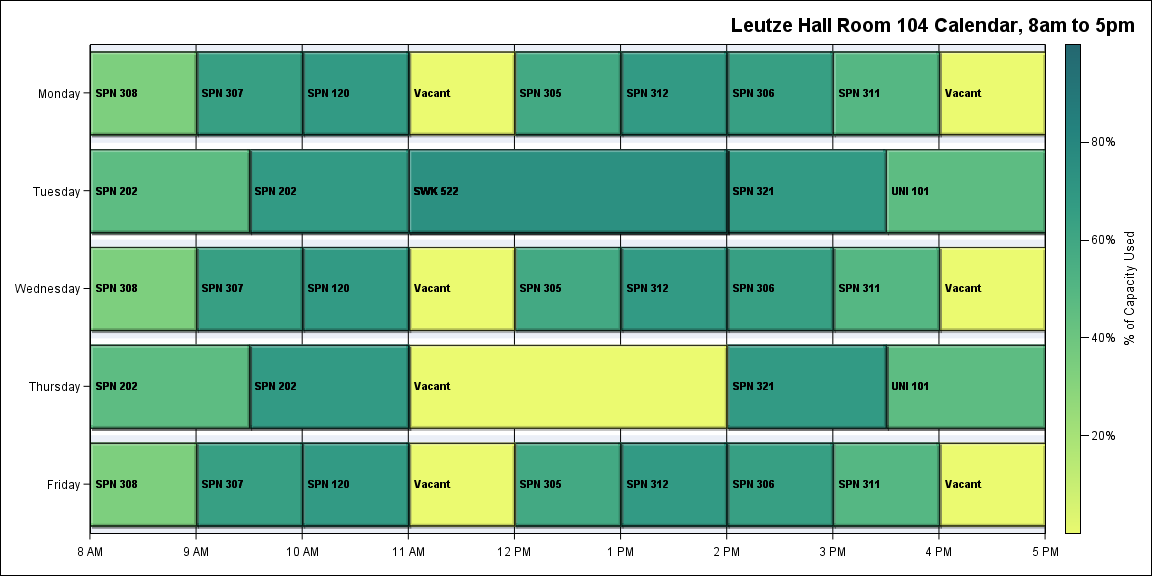 Leutze Hall Room 104 Calendar, 8am to 5pm
Monday
SPN 308
SPN 307
SPN 120
Vacant
SPN 305
SPN 312
SPN 306
SPN 311
Vacant
Tuesday
SPN 202
SPN 202
SWK 522
SPN 321
UNI 101
Wednesday
SPN 308
SPN 307
SPN 120
Vacant
SPN 305
SPN 312
SPN 306
SPN 311
Vacant
Thursday
SPN 202
SPN 202
Vacant
SPN 321
UNI 101
Friday
SPN 308
SPN 307
SPN 120
Vacant
SPN 305
SPN 312
SPN 306
SPN 311
Vacant
8 AM
9 AM
10 AM
11 AM
12 PM
1 PM
2 PM
3 PM
4 PM
5 PM
80%
60%
40%
20%
% of Capacity Used